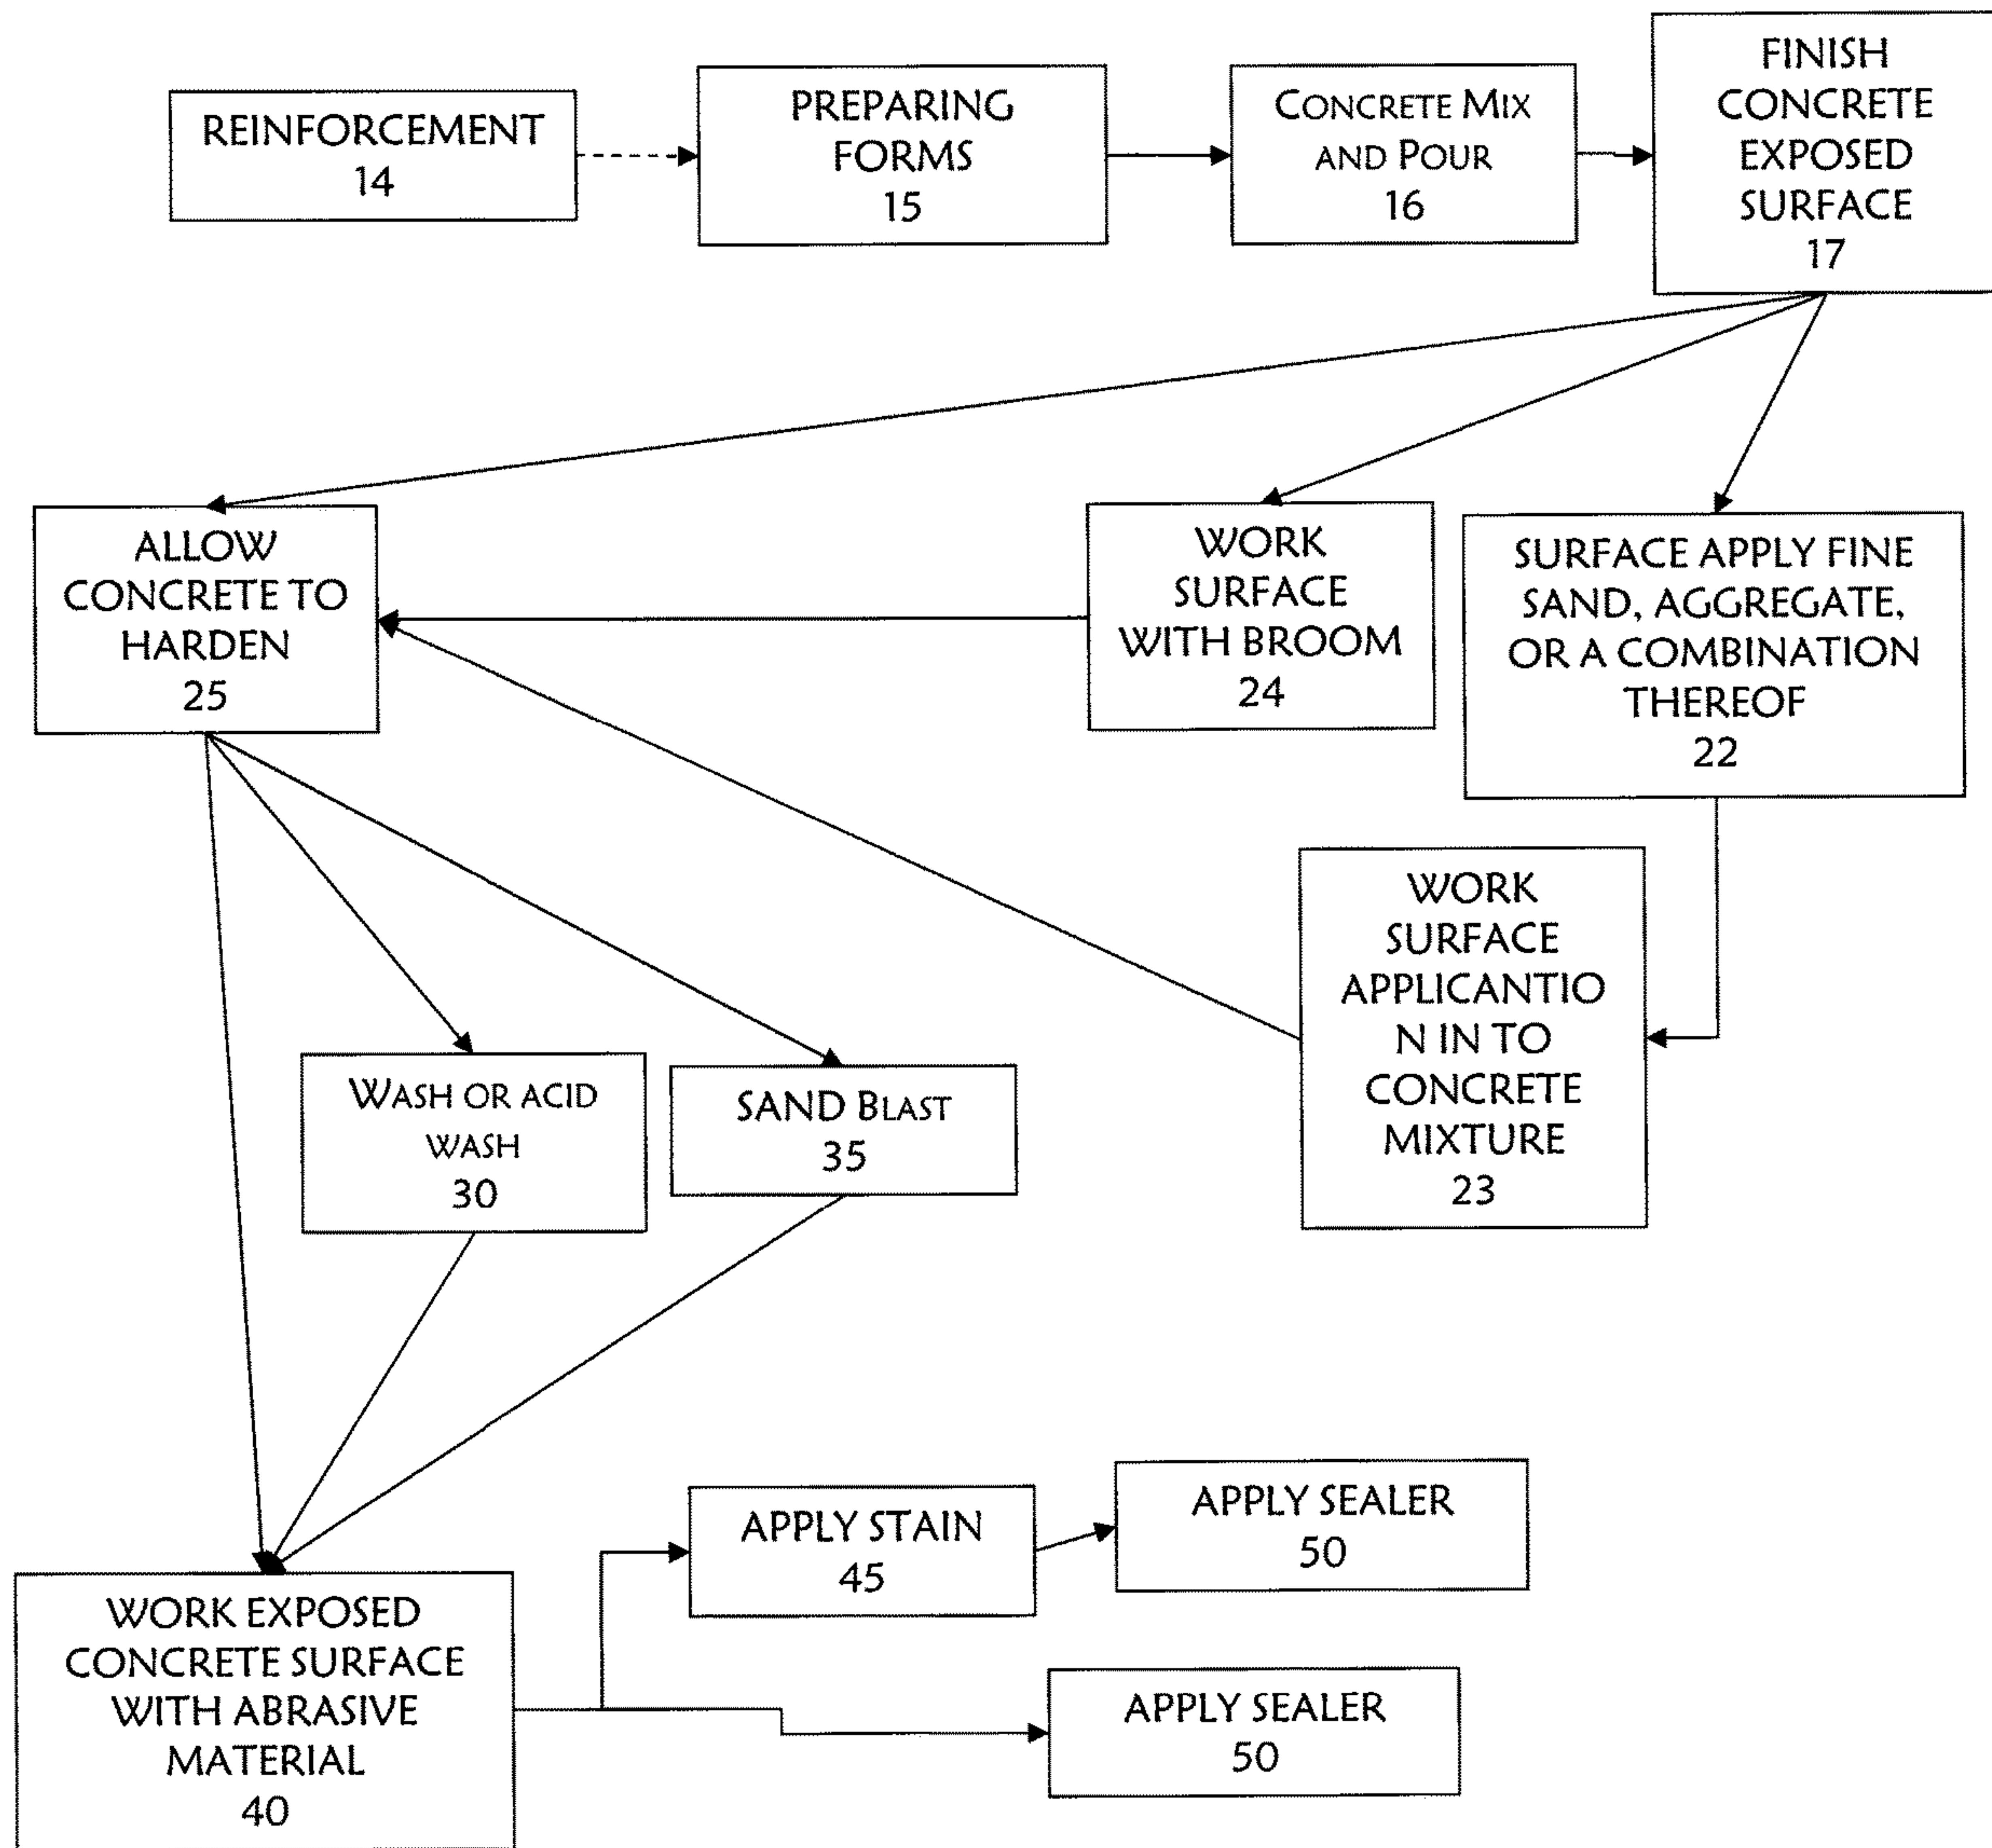 REINFORCEMENT
14
PREPARING
FORMS
15
CONCRETE MIX
AND POUR
16
FINISH
CONCRETE
EXPOSED
SURFACE
17
ALLOW
CONCRETE TO
HARDEN
25
WORK
SURFACE
WITH BROOM
24
SURFACE APPLY FINE
SAND, AGGREGATE,
OR A COMBINATION
THEREOF
22
WORK
SURFACE
APPLICANTIO
N IN TO
CONCRETE
MIXTURE
23
WASH OR ACID
WASH
30
SAND BLAST
35
APPLY STAIN
45
APPLY SEALER
50
WORK EXPOSED
CONCRETE SURFACE
WITH ABRASIVE
MATERIAL
40
APPLY SEALER
50